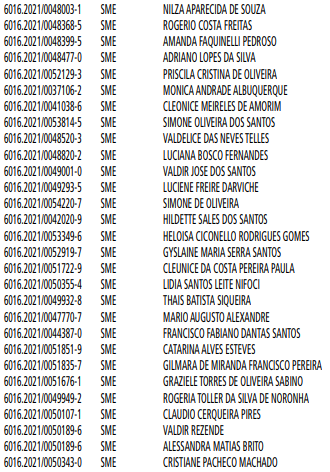 6016.2021/0048003-1 SME NILZA APARECIDA DE SOUZA
6016.2021/0048368-5 SME ROGERIO COSTA FREITAS
6016.2021/0048399-5 SME AMANDA FAQUINELLI PEDROSO
6016.2021/0048477-0 SME ADRIANO LOPES DA SILVA
6016.2021/0052129-3 SME PRISCILA CRISTINA DE OLIVEIRA
6016.2021/0037106-2 SME MONICA ANDRADE ALBUQUERQUE
6016.2021/0041038-6 SME CLEONICE MEIRELES DE AMORIM
6016.2021/0053814-5 SME SIMONE OLIVEIRA DOS SANTOS
6016.2021/0048520-3 SME VALDELICE DAS NEVES TELLES
6016.2021/0048820-2 SME LUCIANA BOSCO FERNANDES
6016.2021/0049001-0 SME VALDIR JOSE DOS SANTOS
6016.2021/0049293-5 SME LUCIENE FREIRE DARVICHE
6016.2021/0054220-7 SME SIMONE DE OLIVEIRA
6016.2021/0042020-9 SME HILDETTE SALES DOS SANTOS
6016.2021/0053349-6 SME HELOISA CICONELLO RODRIGUES GOMES
6016.2021/0052919-7 SME GYSLAINE MARIA SERRA SANTOS
6016.2021/0051722-9 SME CLEUNICE DA COSTA PEREIRA PAULA
6016.2021/0050355-4 SME LIDIA SANTOS LEITE NIFOCI
6016.2021/0049932-8 SME THAIS BATISTA SIQUEIRA
6016.2021/0047770-7 SME MARIO AUGUSTO ALEXANDRE
6016.2021/0044387-0 SME FRANCISCO FABIANO DANTAS SANTOS
6016.2021/0051851-9 SME CATARINA ALVES ESTEVES
6016.2021/0051835-7 SME GILMARA DE MIRANDA FRANCISCO PEREIRA
6016.2021/0051676-1 SME GRAZIELE TORRES DE OLIVEIRA SABINO
6016.2021/0049949-2 SME ROGERIA TOLLER DA SILVA DE NORONHA
6016.2021/0050107-1 SME CLAUDIO CERQUEIRA PIRES
6016.2021/0050189-6 SME VALDIR REZENDE
6016.2021/0050189-6 SME ALESSANDRA MATIAS BRITO
6016.2021/0050343-0 SME CRISTIANE PACHECO MACHADO